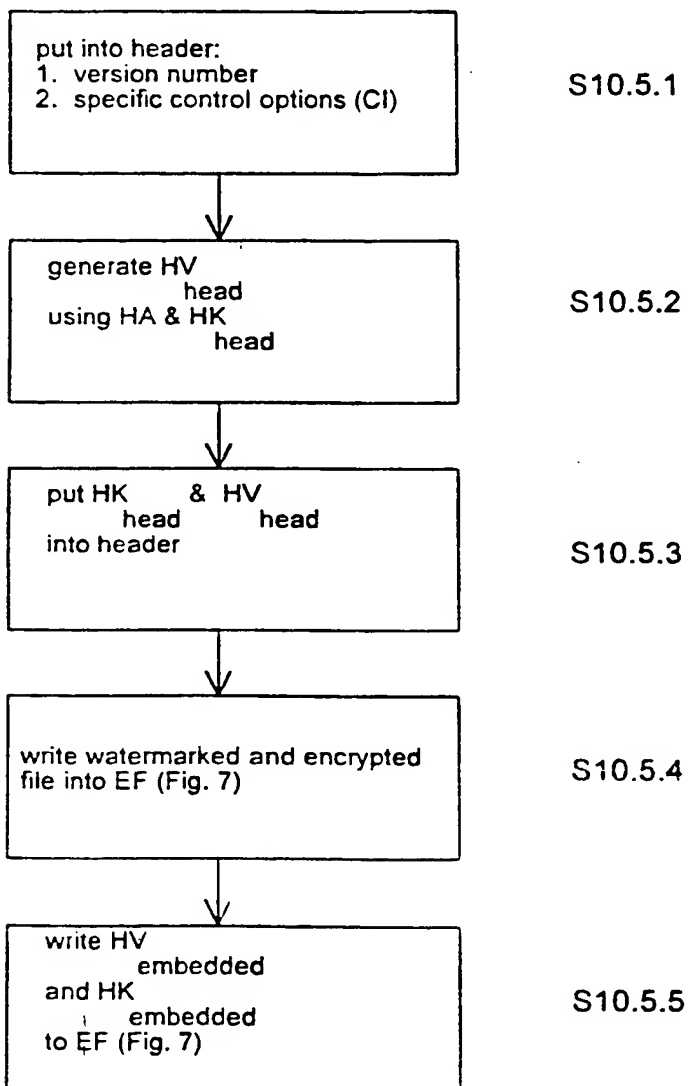 put into header:
1. version number
2. specific control options (CI)
S10.5.1
generate HV
head
using HA & HK
head
S10.5.2
put HK & HV
head head
into header
S10.5.3
write watermarked and encrypted
file into EF (Fig. 7)
S10.5.4
write HV
embedded
and HK
embedded
to EF (Fig. 7)
S10.5.5